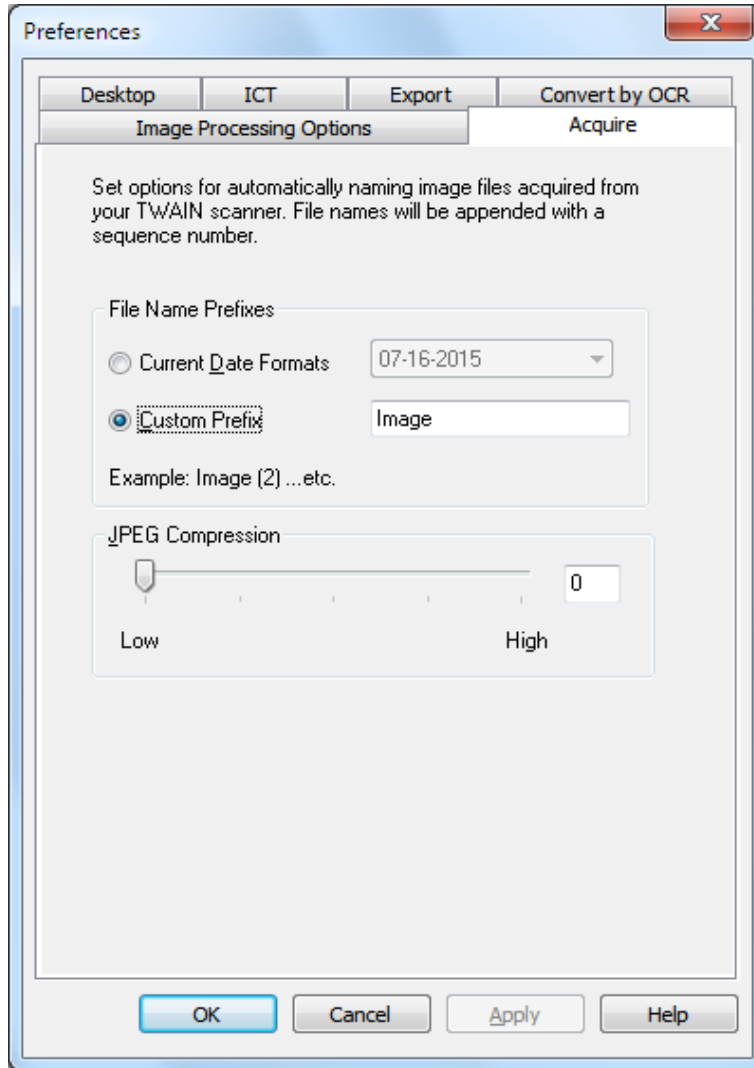 Preferences
Desktop ICT Export Convert by OCR
Image Processing Options Acquire
Set options for automatically naming image files acquired from
your TWAIN scanner. File names will be appended with a
sequence number.
File Name Prefixes
Current Date Formats 07-16-2015
Custom Prefix Image
Example: Image (2) ...etc.
JPEG Compression
0
Low High
OK Cancel Apply Help